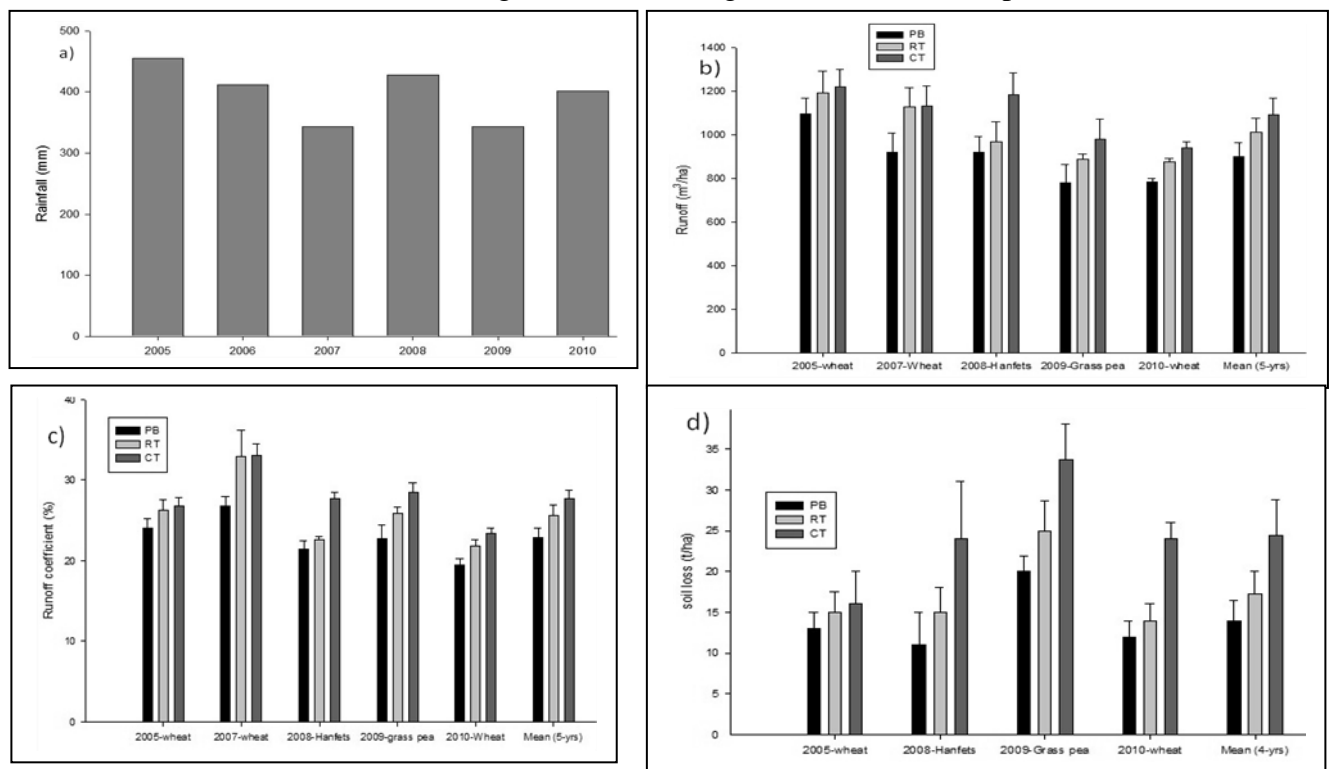 a)
Rainfall (mm)
500
400
300
200
100
0
2005 2006 2007 2008 2009 2010
b)
PB
RT
CT
Runoff (m³/ha)
1400
1200
1000
800
600
400
200
0
2005-wheat 2007-Wheat 2008-Hanfets 2009-Grass pea 2010-wheat Mean (5-yrs)
c)
PB
RT
CT
Runoff coefficient (%)
40
30
20
10
0
2005-wheat 2007-wheat 2008-Hanfets 2009-grass pea 2010-Wheat Mean (5-yrs)
d)
PB
RT
CT
soil loss (t/ha)
35
30
25
20
15
10
5
0
2005-wheat 2008-Hanfets 2009-Grass pea 2010-wheat Mean (4-yrs)